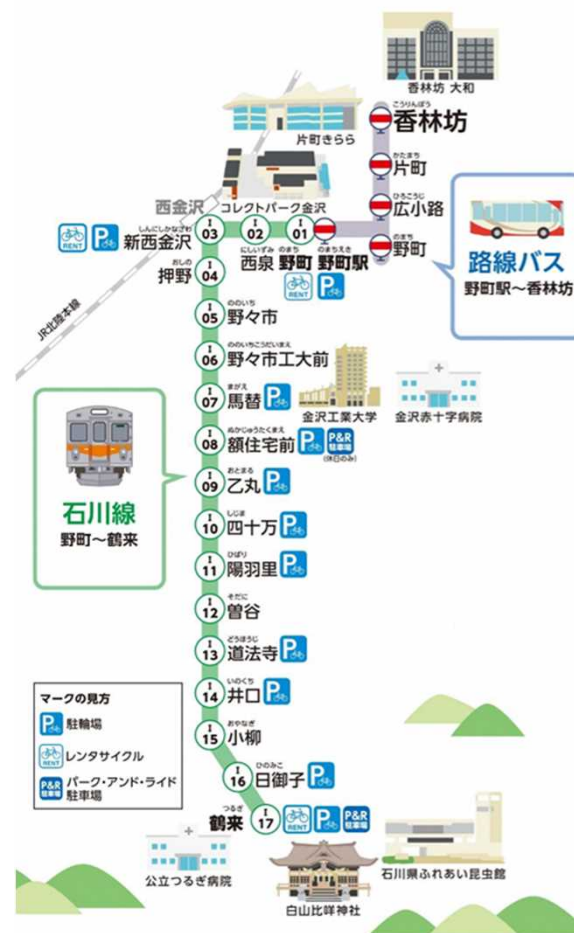 香林坊 大和
こうりんぼう
香林坊
片町きらら
かたまち
片町
ひろこうじ
広小路
のまち
野町
路線バス
野町駅〜香林坊
西金沢
コレクトパーク金沢
RENT
P
しんにしかなざわ
新西金沢
I 03
I 02
にしいずみ
西泉
I 01
のまち
野町
のまちえき
野町駅
RENT
P
JR北陸本線
おしの
押野
I 04
I 05
ののいち
野々市
I 06
ののいちこうだいまえ
野々市工大前
I 07
まがえ
馬替
P
金沢工業大学
金沢赤十字病院
I 08
ぬかじゅうたくまえ
額住宅前
P
P&R
駐車場
(休日のみ)
I 09
おとまる
乙丸
P
石川線
野町〜鶴来
I 10
しじま
四十万
P
I 11
ひばり
陽羽里
P
I 12
そだに
曽谷
I 13
どうほうじ
道法寺
P
I 14
いのくち
井口
P
I 15
おやなぎ
小柳
I 16
ひのみこ
日御子
P
つるぎ
鶴来
I 17
RENT
P
P&R
駐車場
マークの見方
P
駐輪場
RENT
レンタサイクル
P&R
駐車場
パーク・アンド・ライド
駐車場
公立つるぎ病院
白山比咩神社
石川県ふれあい昆虫館